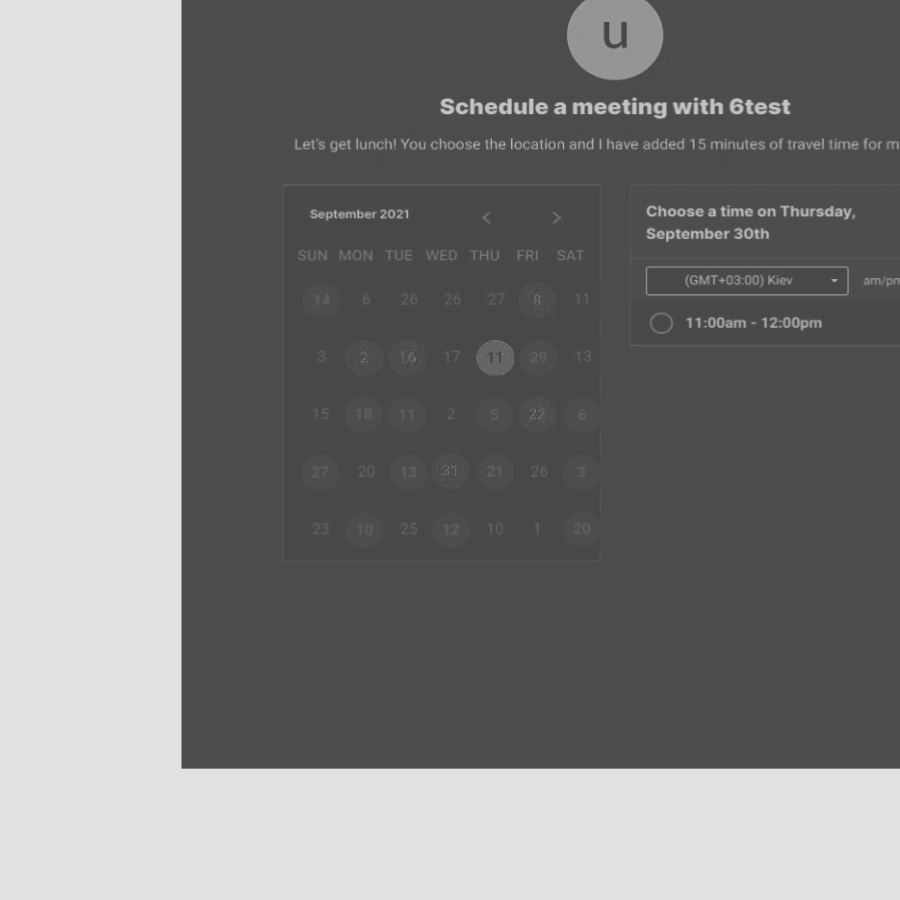 u
Schedule a meeting with 6test
Let's get lunch! You choose the location and I have added 15 minutes of travel time for m
September 2021 < >
SUN MON TUE WED THU FRI SAT
14 6 26 26 27 8 11
3 2 16 17 11 29 13
15 18 11 2 5 22 6
27 20 13 31 21 26 3
23 10 25 12 10 1 20
Choose a time on Thursday,
September 30th
(GMT+03:00) Kiev am/pm
11:00am - 12:00pm